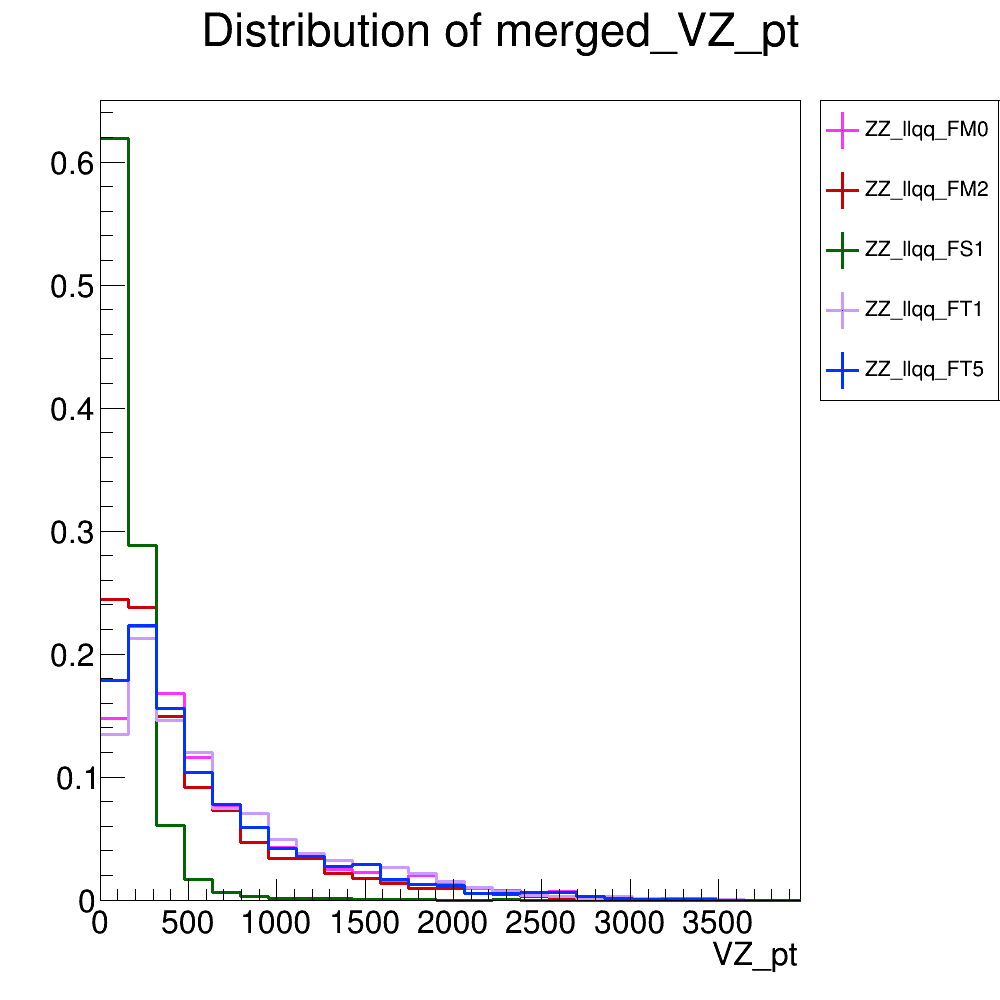 Distribution of merged_VZ_pt
ZZ_llqq_FM0
ZZ_llqq_FM2
ZZ_llqq_FS1
ZZ_llqq_FT1
ZZ_llqq_FT5
0.6
0.5
0.4
0.3
0.2
0.1
0
0 500 1000 1500 2000 2500 3000 3500
VZ_pt